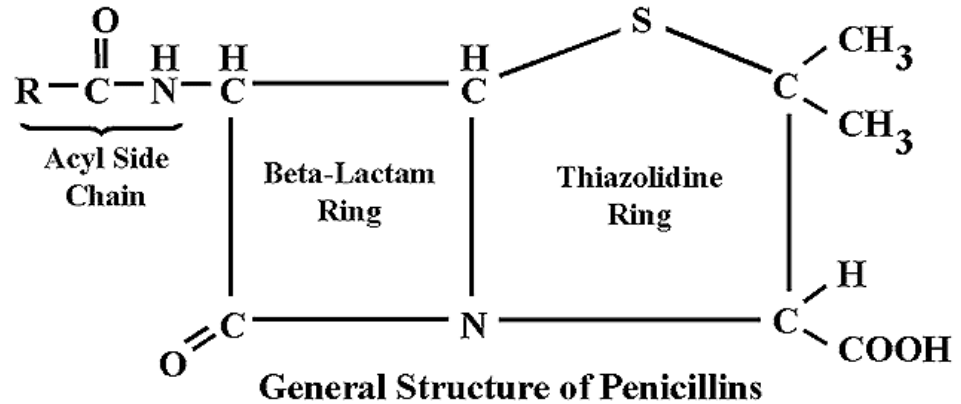 O
S
CH3
H
H
H
R
C
N
C
C
C
CH3
Acyl Side
Chain
Beta-Lactam
Ring
Thiazolidine
Ring
H
C
N
C
O
COOH
General Structure of Penicillins